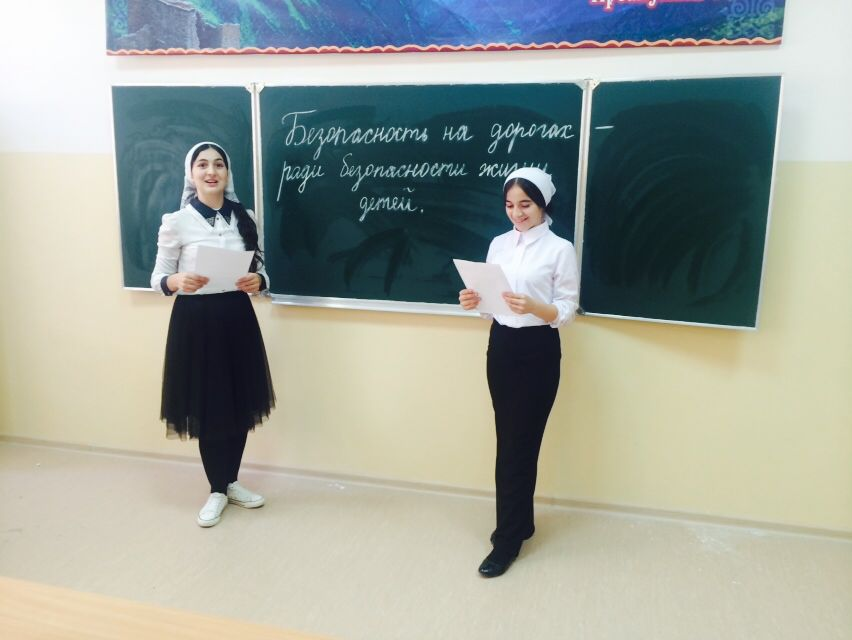 Безопасность на дорогах –
ради безопасности жизни
детей.